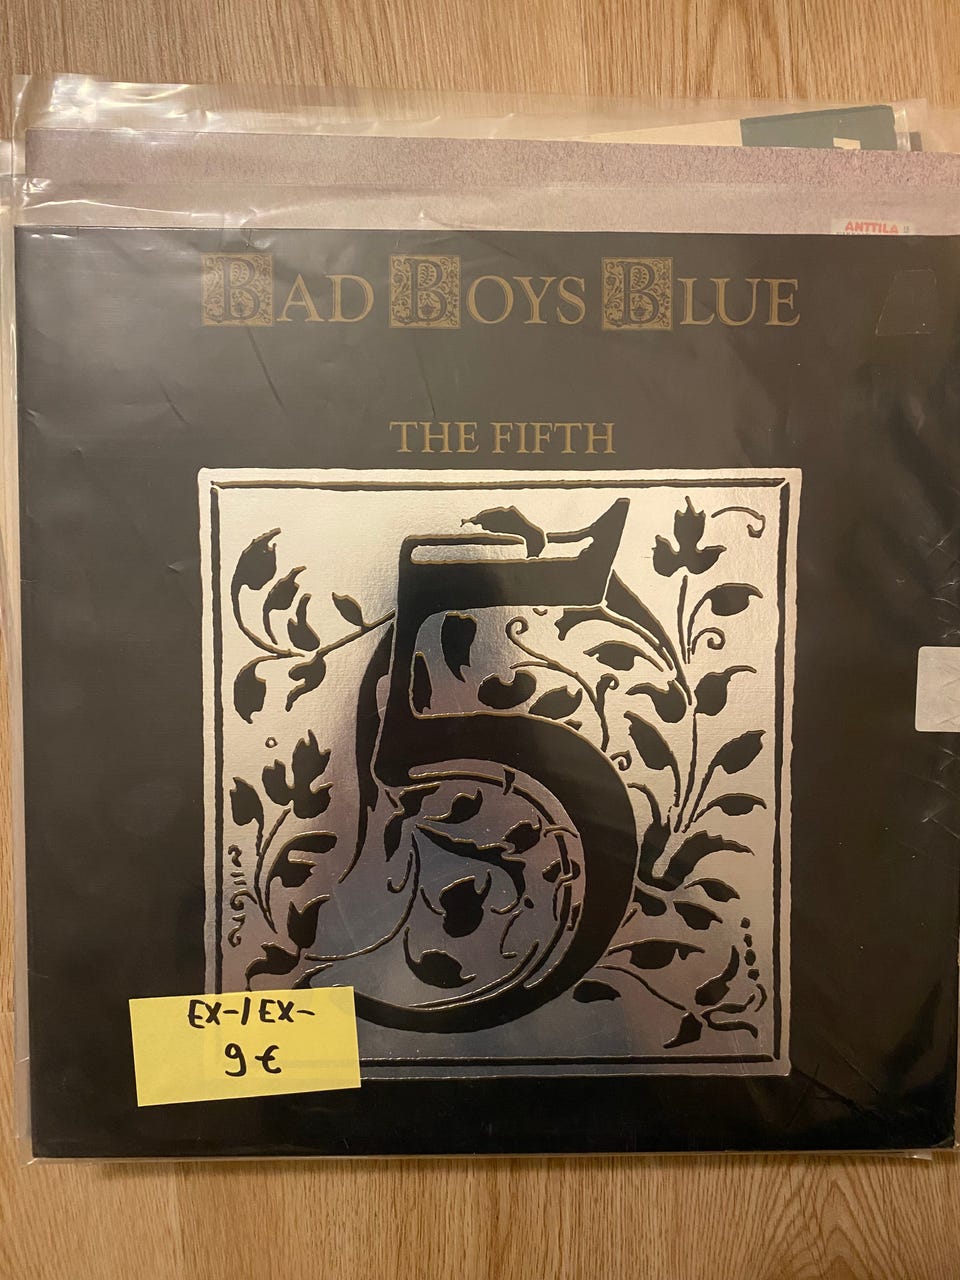 ANTTILA
BAD BOYS BLUE
THE FIFTH
5
EX-/EX-
9 €